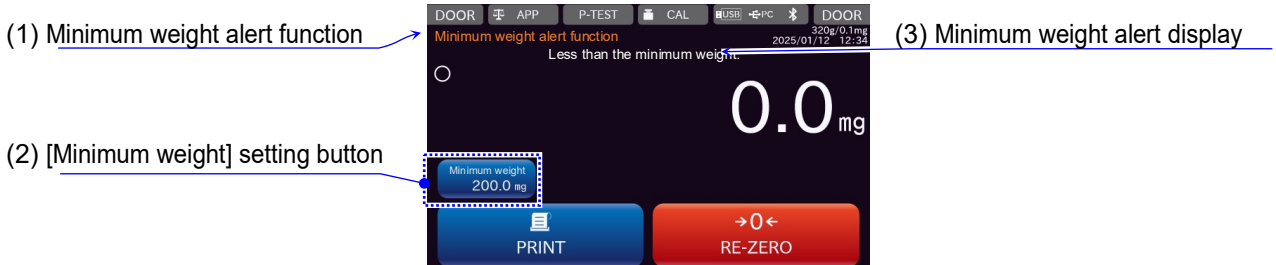 DOOR APP P-TEST CAL USB PC DOOR
(1) Minimum weight alert function
Minimum weight alert function
320g/0.1mg
2025/01/12 12:34
(3) Minimum weight alert display
Less than the minimum weight.
0.0 mg
(2) [Minimum weight] setting button
Minimum weight
200.0 mg
→0←
PRINT
RE-ZERO